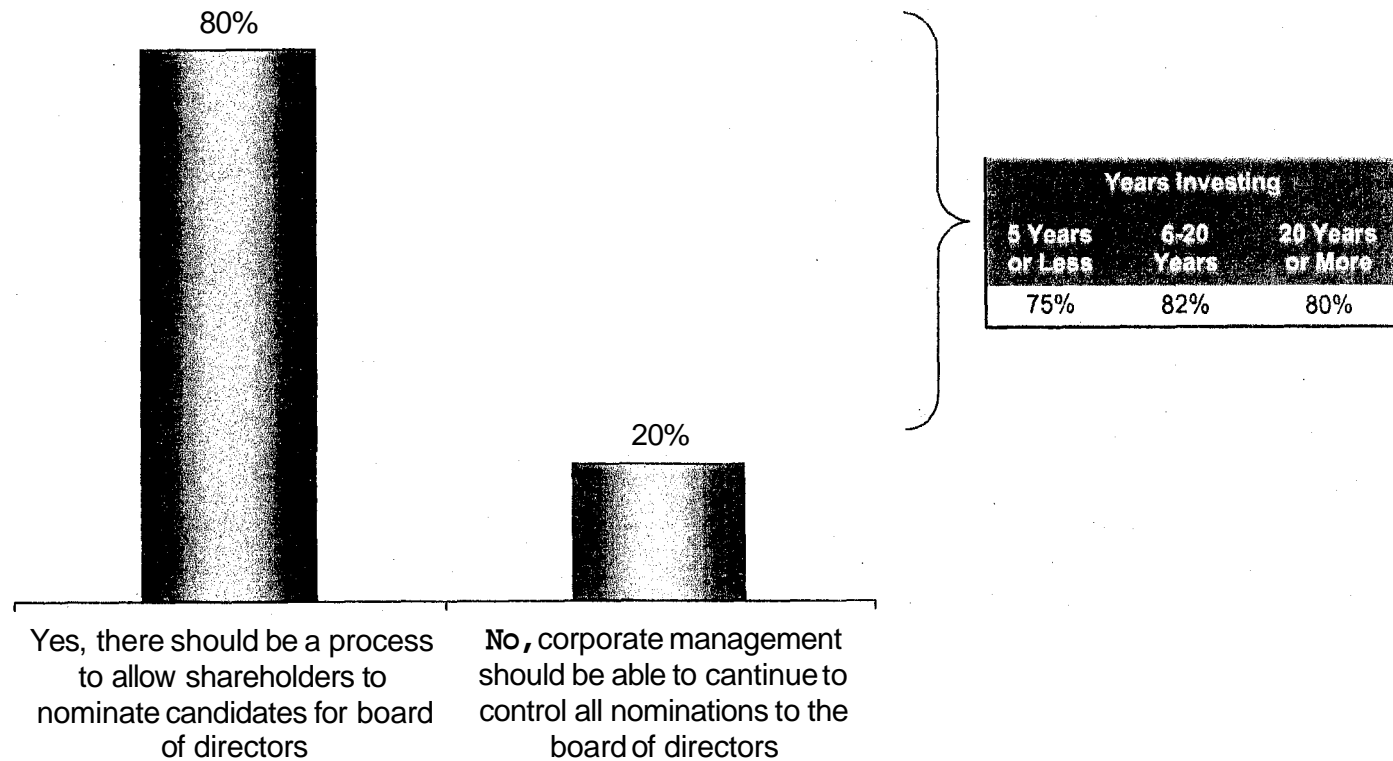 80%
20%
Yes, there should be a process
to allow shareholders to
nominate candidates for board
of directors
No, corporate management
should be able to cantinue to
control all nominations to the
board of directors
Years Investing
5 Years or Less
6-20 Years
20 Years or More
75% 82% 80%